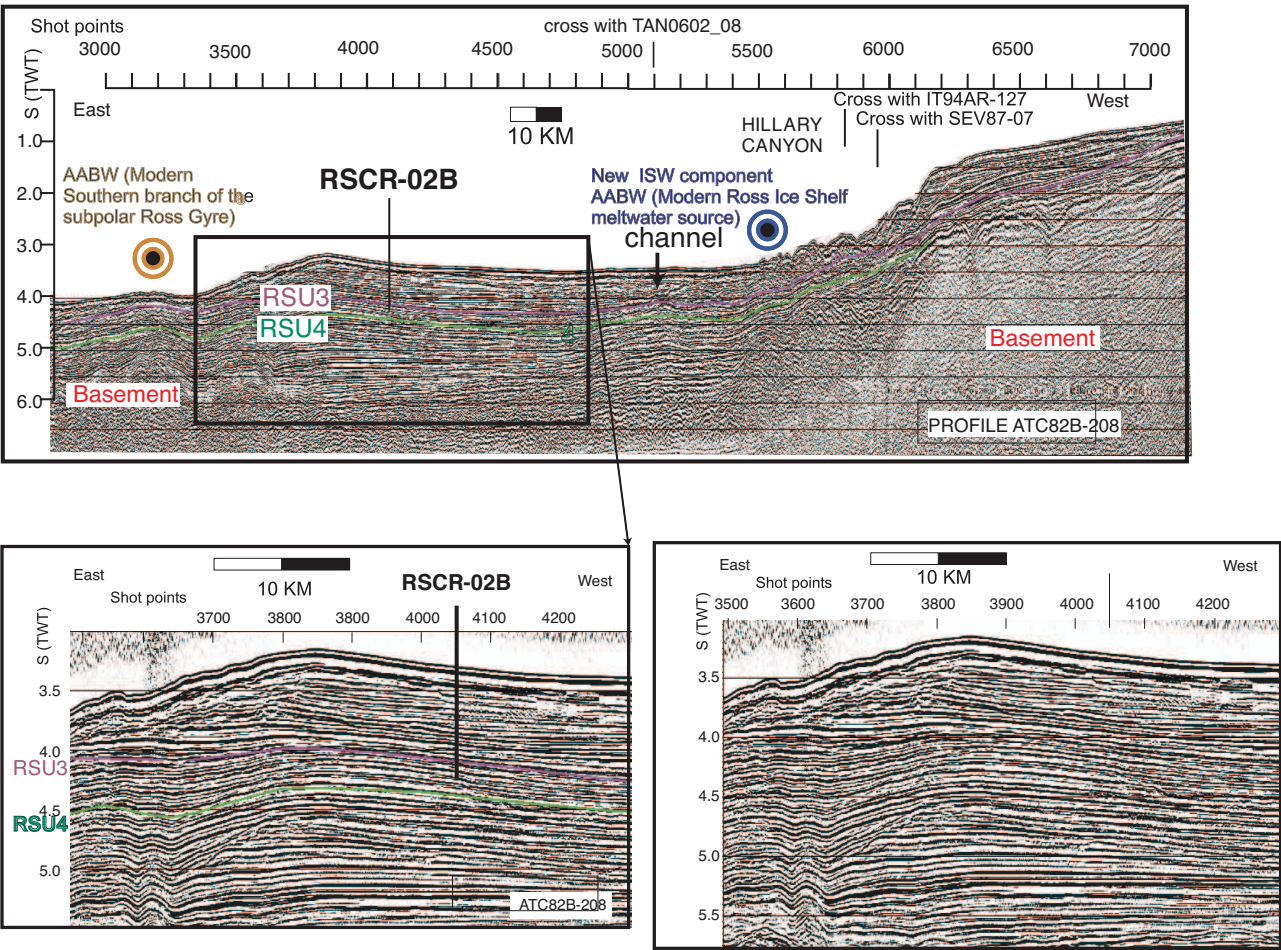 Shot points
cross with TAN0602_08
3000 3500 4000 4500 5000 5500 6000 6500 7000
S (TWT)
East
10 KM
Cross with IT94AR-127
West
HILLARY
CANYON
Cross with SEV87-07
1.0
2.0
3.0
4.0
5.0
6.0
AABW (Modern
Southern branch of the
subpolar Ross Gyre)
RSCR-02B
New ISW component
AABW (Modern Ross Ice Shelf
meltwater source)
channel
RSU3
RSU4
4
Basement
Basement
PROFILE ATC82B-208
East
10 KM
RSCR-02B
West
Shot points
3700 3800 3800 4000 4100 4200
S (TWT)
3.5
4.0
RSU3
4.5
RSU4
5.0
ATC82B-208
East
10 KM
West
Shot points
3500 3600 3700 3800 3900 4000 4100 4200
S (TWT)
3.5
4.0
4.5
5.0
5.5